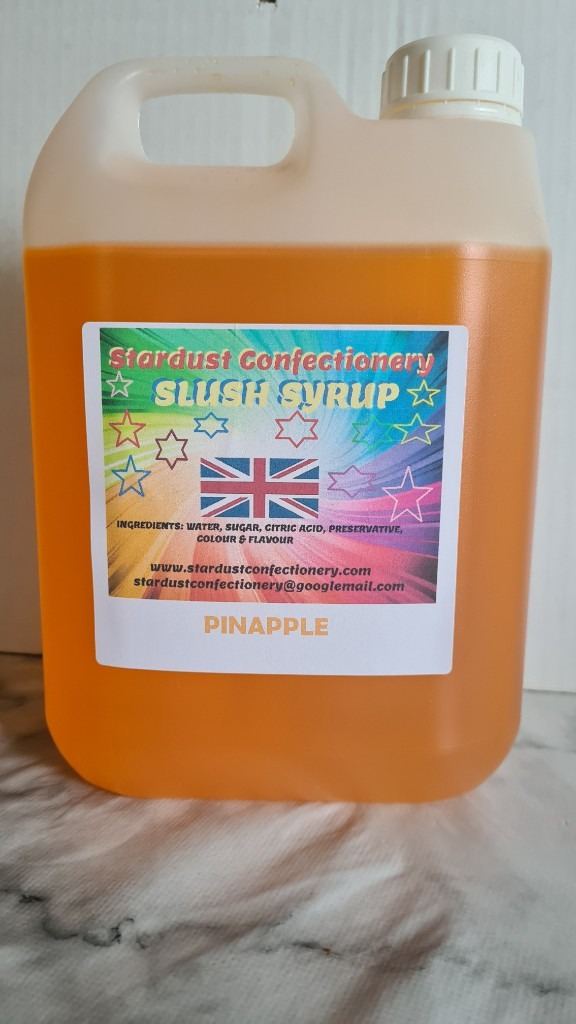 Stardust Confectionery
SLUSH SYRUP
INGREDIENTS: WATER, SUGAR, CITRIC ACID, PRESERVATIVE,
COLOUR & FLAVOUR
www.stardustconfectionery.com
stardustconfectionery@googlemail.com
PINAPPLE